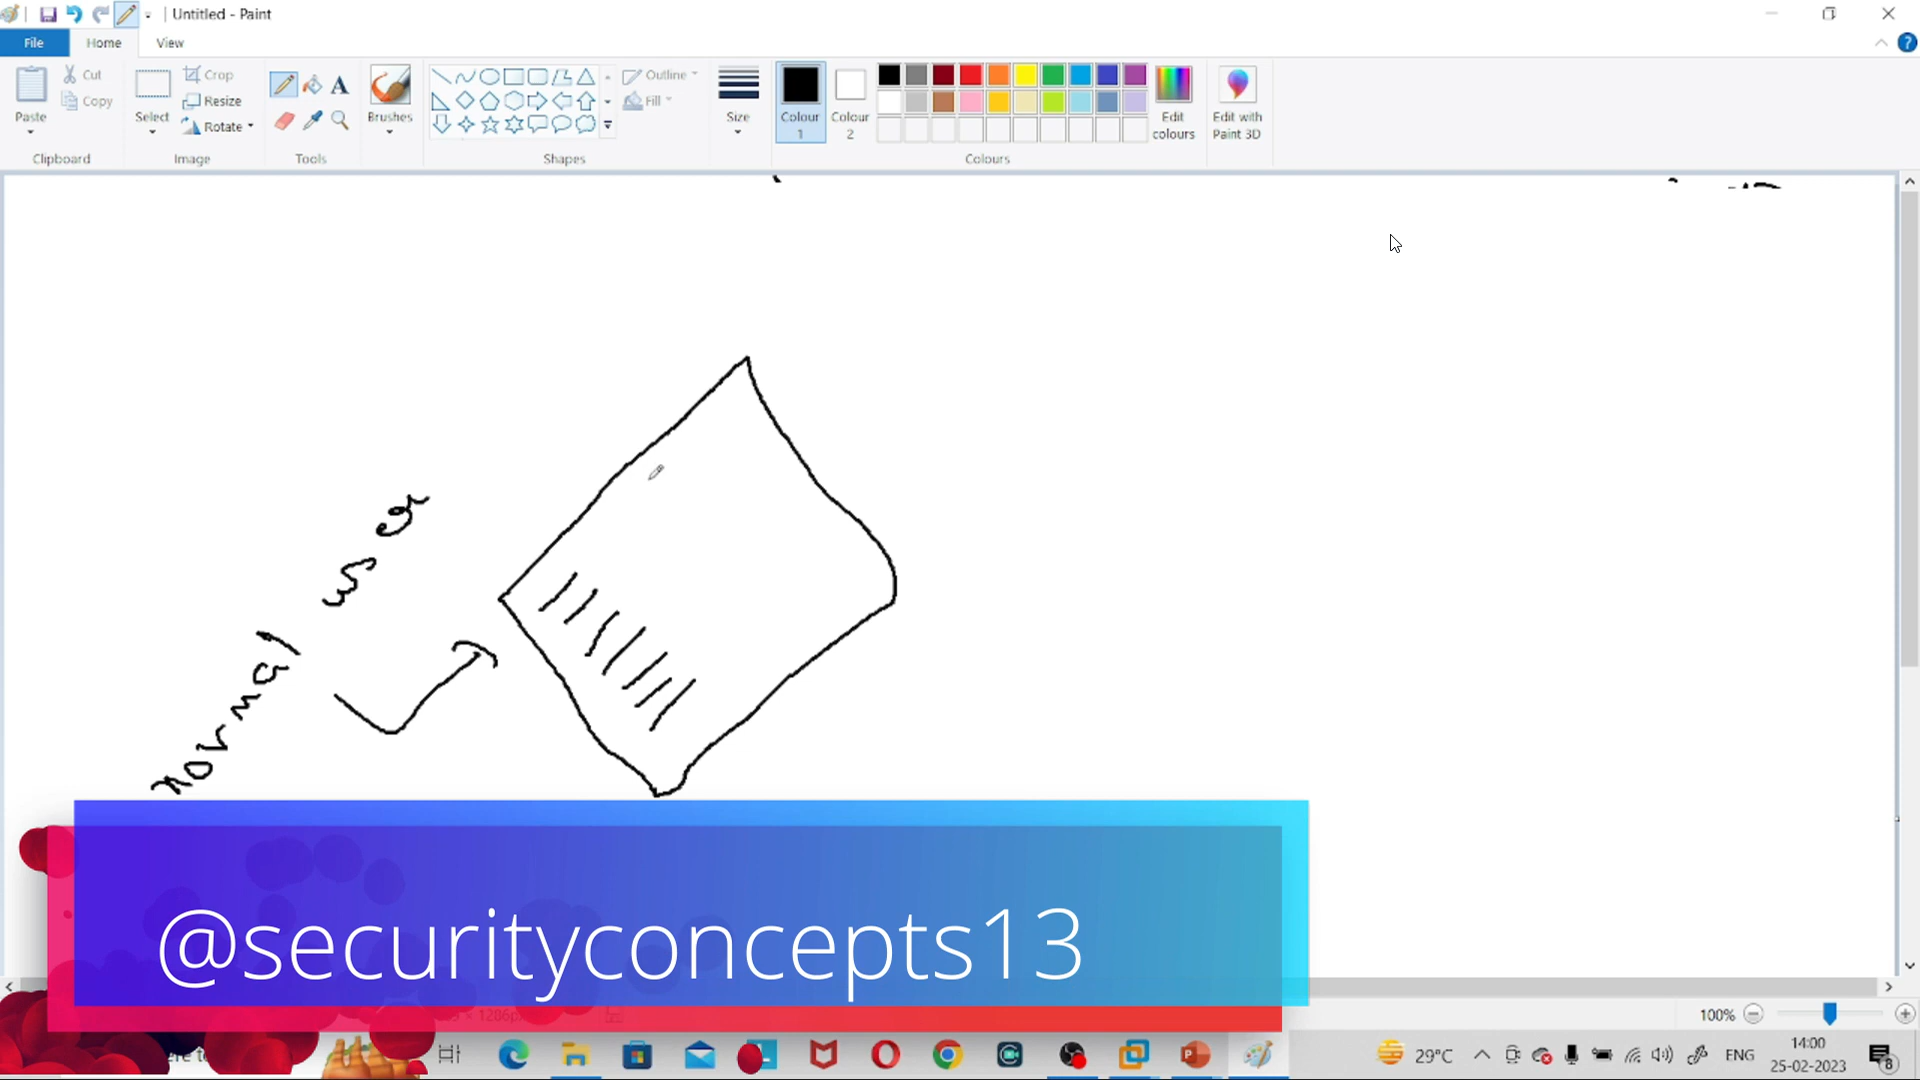 Untitled - Paint
File Home View
Paste
Cut
Copy
Clipboard
Select
Crop
Resize
Rotate
Image
Tools
Brushes
Shapes
Outline
Fill
Size
Colour 1
Colour 2
Colours
Edit colours
Edit with Paint 3D
normal
user
@securityconcepts13
100%
29°C
ENG
14:00
25-02-2023
8